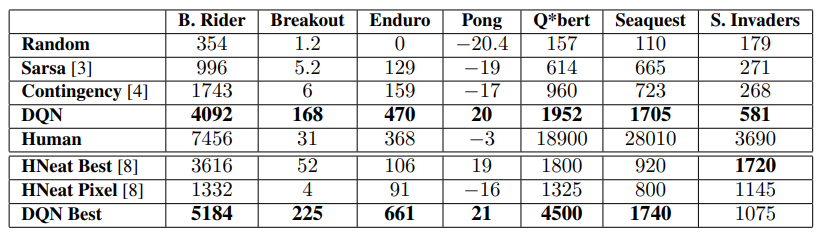 B. Rider Breakout Enduro Pong Q*bert Seaquest S. Invaders
Random 354 1.2 0 −20.4 157 110 179
Sarsa [3] 996 5.2 129 −19 614 665 271
Contingency [4] 1743 6 159 −17 960 723 268
DQN 4092 168 470 20 1952 1705 581
Human 7456 31 368 −3 18900 28010 3690
HNeat Best [8] 3616 52 106 19 1800 920 1720
HNeat Pixel [8] 1332 4 91 −16 1325 800 1145
DQN Best 5184 225 661 21 4500 1740 1075